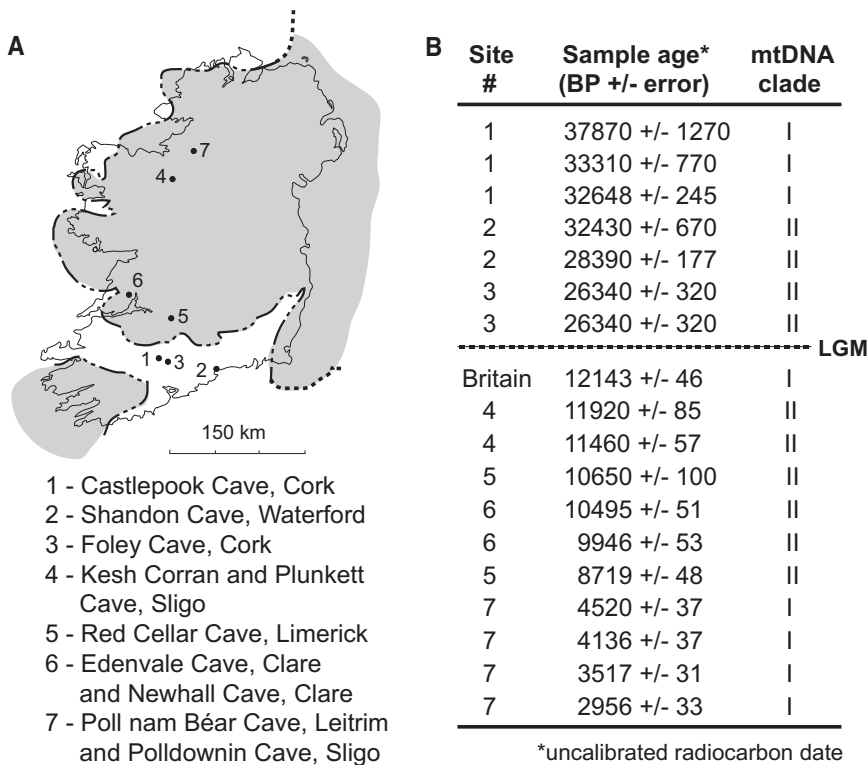 A
7
4
6
5
1
3
2
150 km
1 - Castlepook Cave, Cork
2 - Shandon Cave, Waterford
3 - Foley Cave, Cork
4 - Kesh Corran and Plunkett
Cave, Sligo
5 - Red Cellar Cave, Limerick
6 - Edenvale Cave, Clare
and Newhall Cave, Clare
7 - Poll nam Béar Cave, Leitrim
and Polldownin Cave, Sligo
B
Site Sample age* mtDNA
# (BP +/- error) clade
1 37870 +/- 1270 I
1 33310 +/- 770 I
1 32648 +/- 245 I
2 32430 +/- 670 II
2 28390 +/- 177 II
3 26340 +/- 320 II
3 26340 +/- 320 II
LGM
Britain 12143 +/- 46 I
4 11920 +/- 85 II
4 11460 +/- 57 II
5 10650 +/- 100 II
6 10495 +/- 51 II
6 9946 +/- 53 II
5 8719 +/- 48 II
7 4520 +/- 37 I
7 4136 +/- 37 I
7 3517 +/- 31 I
7 2956 +/- 33 I
*uncalibrated radiocarbon date